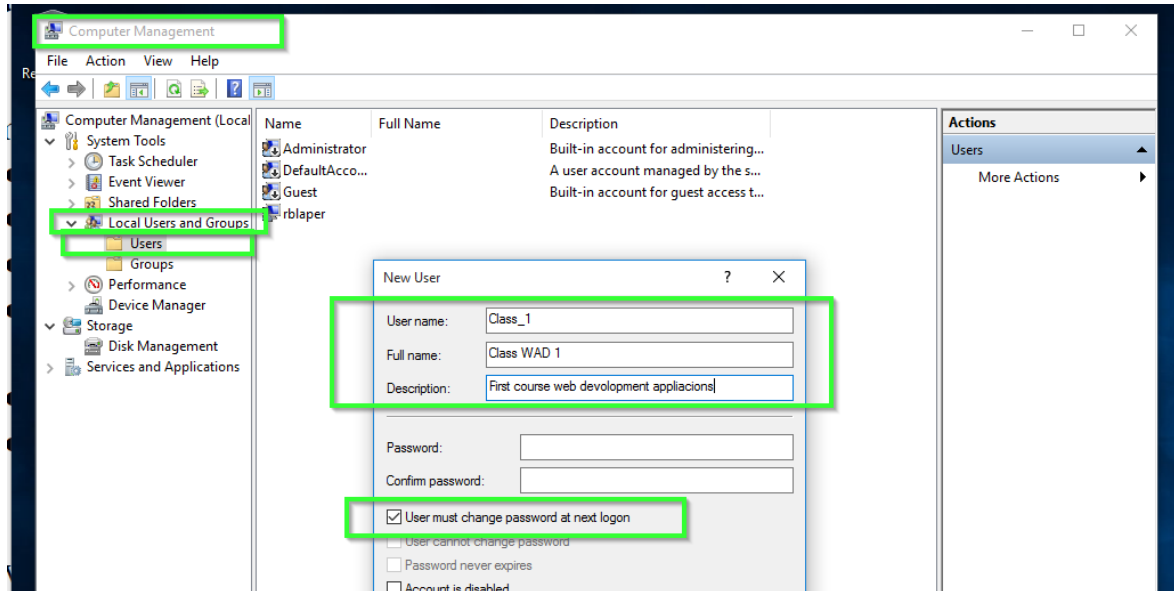 Computer Management
File Action View Help
Re
Computer Management (Local
System Tools
Task Scheduler
Event Viewer
Shared Folders
Local Users and Groups
Users
Groups
Performance
Device Manager
Storage
Disk Management
Services and Applications
Name Full Name Description
Administrator Built-in account for administering...
DefaultAcco... A user account managed by the s...
Guest Built-in account for guest access t...
rblaper
Actions
Users
More Actions
New User ? X
User name: Class_1
Full name: Class WAD 1
Description: First course web devolopment appliacions
Password:
Confirm password:
User must change password at next logon
User cannot change password
Password never expires
Account is disabled